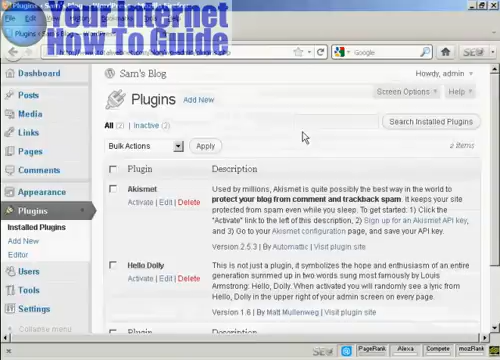 Plugins ‹ Sam's Blog — WordPress
Your Internet
How To Guide
Google
Dashboard
Sam's Blog
Howdy, admin
Plugins
Add New
Screen Options
Help
Posts
Media
Links
Pages
Comments
Appearance
Plugins
Installed Plugins
Add New
Editor
Users
Tools
Settings
Collapse menu
All (2) | Inactive (2)
Search Installed Plugins
Bulk Actions
Apply
2 items
Plugin
Description
Akismet
Activate | Edit | Delete
Used by millions, Akismet is quite possibly the best way in the world to
protect your blog from comment and trackback spam. It keeps your site
protected from spam even while you sleep. To get started: 1) Click the
"Activate" link to the left of this description, 2) Sign up for an Akismet API key,
and 3) Go to your Akismet configuration page, and save your API key.
Version 2.5.3 | By Automattic | Visit plugin site
Hello Dolly
Activate | Edit | Delete
This is not just a plugin, it symbolizes the hope and enthusiasm of an entire
generation summed up in two words sung most famously by Louis
Armstrong: Hello, Dolly. When activated you will randomly see a lyric from
Hello, Dolly in the upper right of your admin screen on every page.
Version 1.6 | By Matt Mullenweg | Visit plugin site
Plugin
Description
PageRank
Alexa
Compete
mozRank